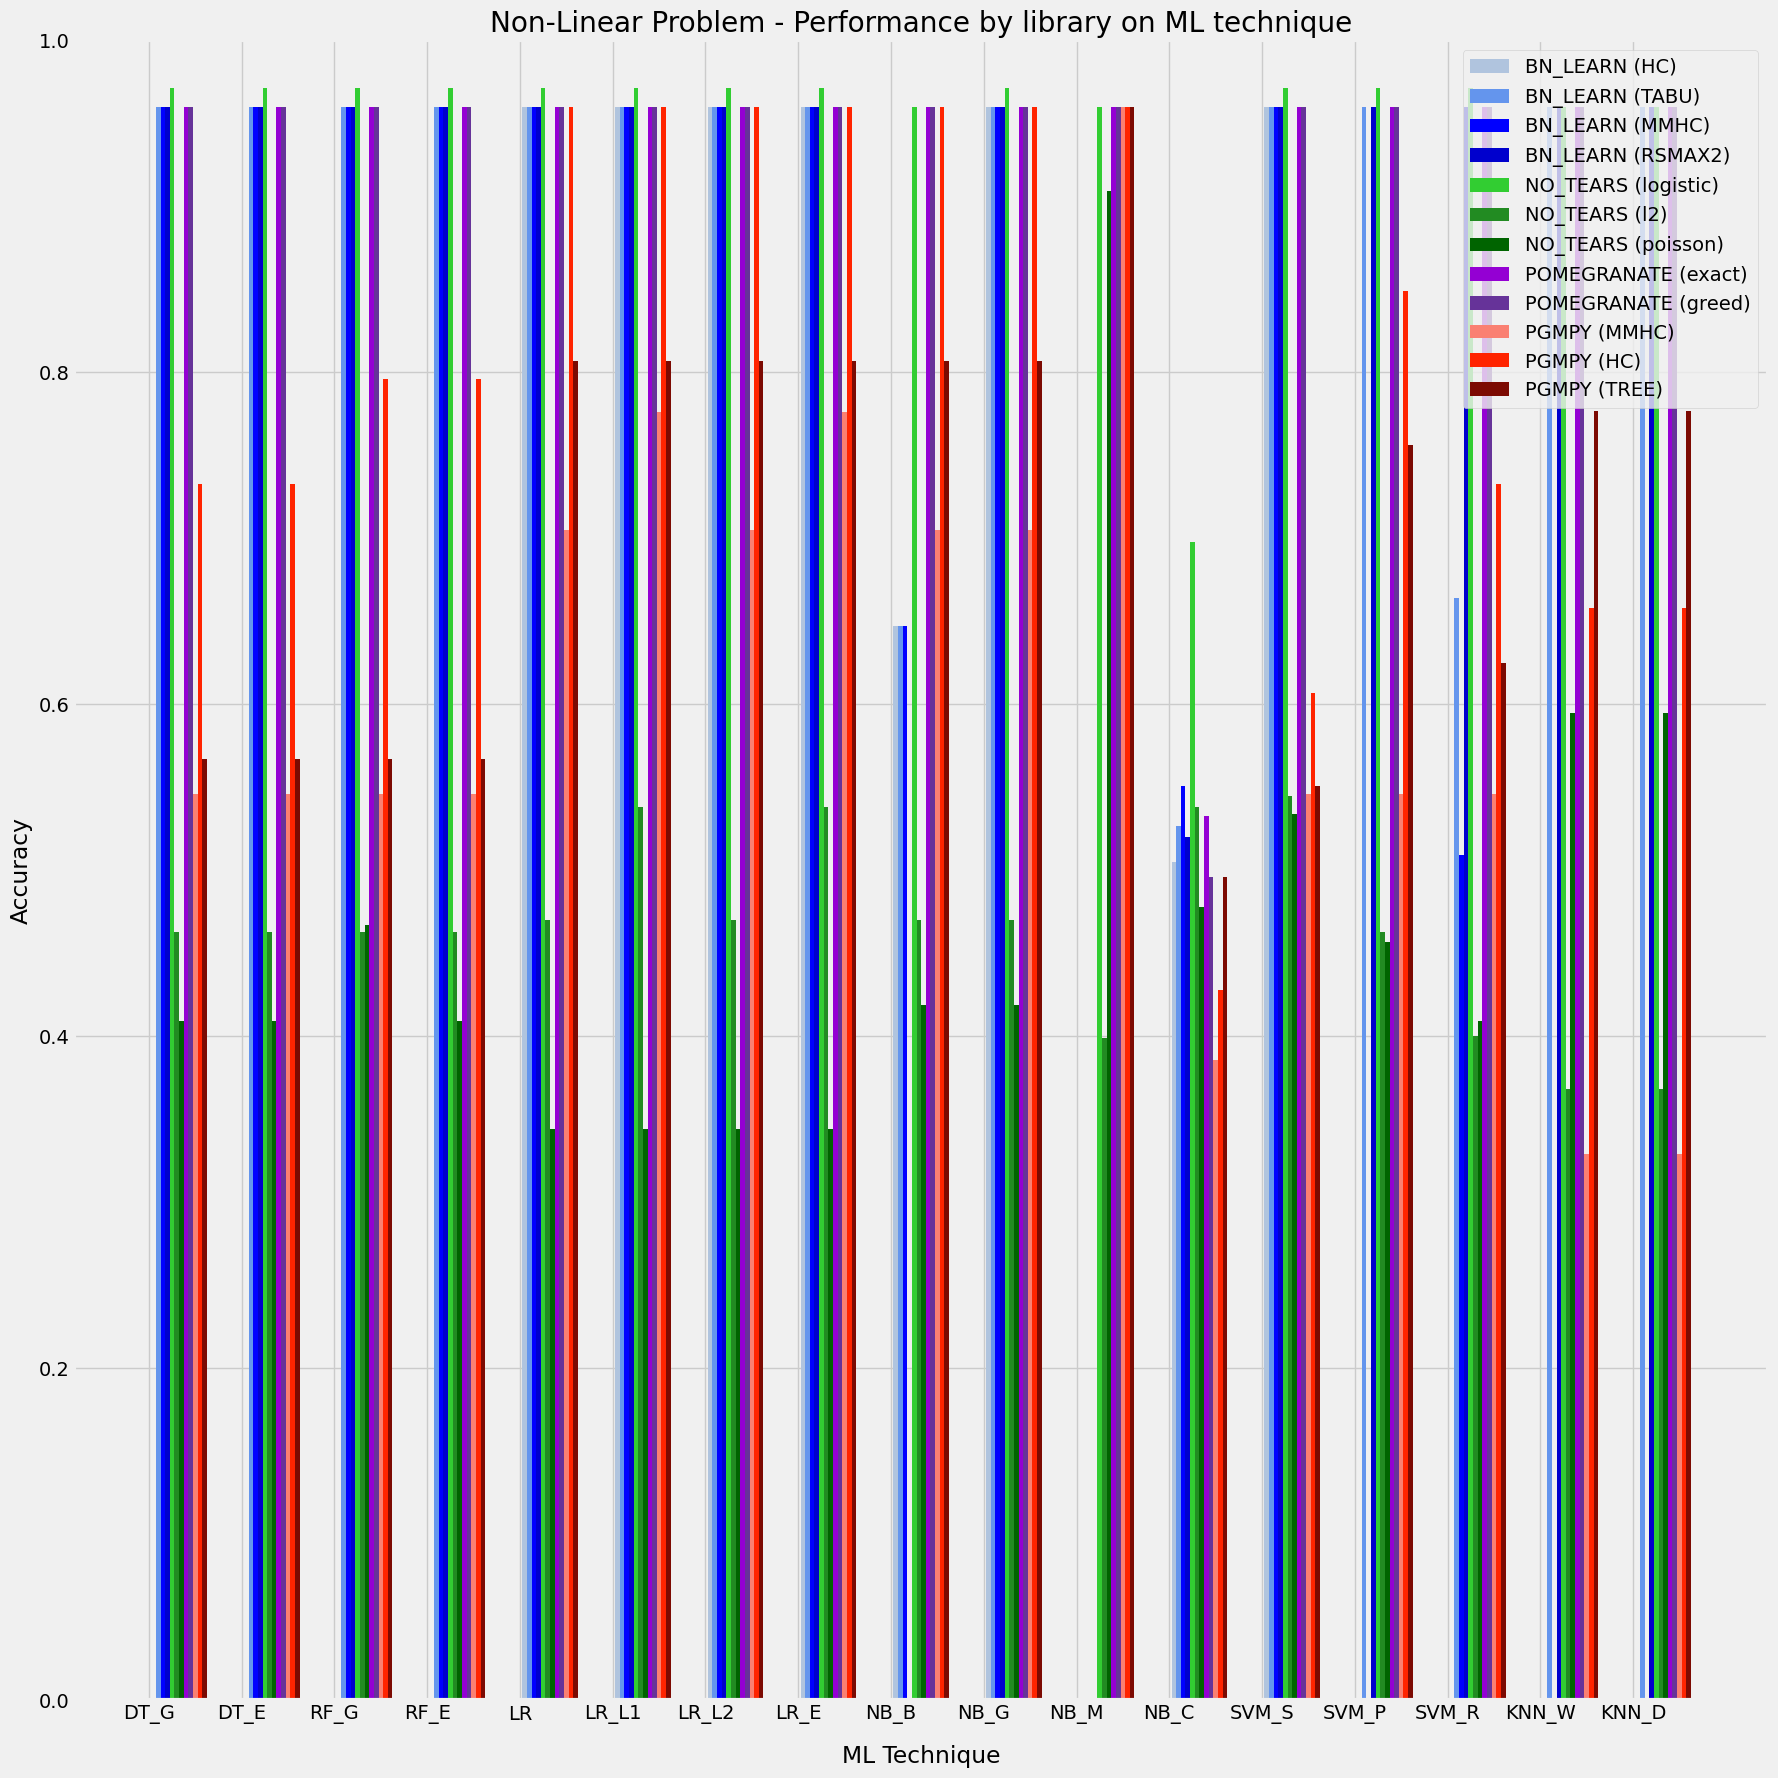 Non-Linear Problem - Performance by library on ML technique
1.0
0.8
0.6
0.4
0.2
0.0
Accuracy
BN_LEARN (HC)
BN_LEARN (TABU)
BN_LEARN (MMHC)
BN_LEARN (RSMAX2)
NO_TEARS (logistic)
NO_TEARS (l2)
NO_TEARS (poisson)
POMEGRANATE (exact)
POMEGRANATE (greed)
PGMPY (MMHC)
PGMPY (HC)
PGMPY (TREE)
DT_G DT_E RF_G RF_E LR LR_L1 LR_L2 LR_E NB_B NB_G NB_M NB_C SVM_S SVM_P SVM_R KNN_W KNN_D
ML Technique